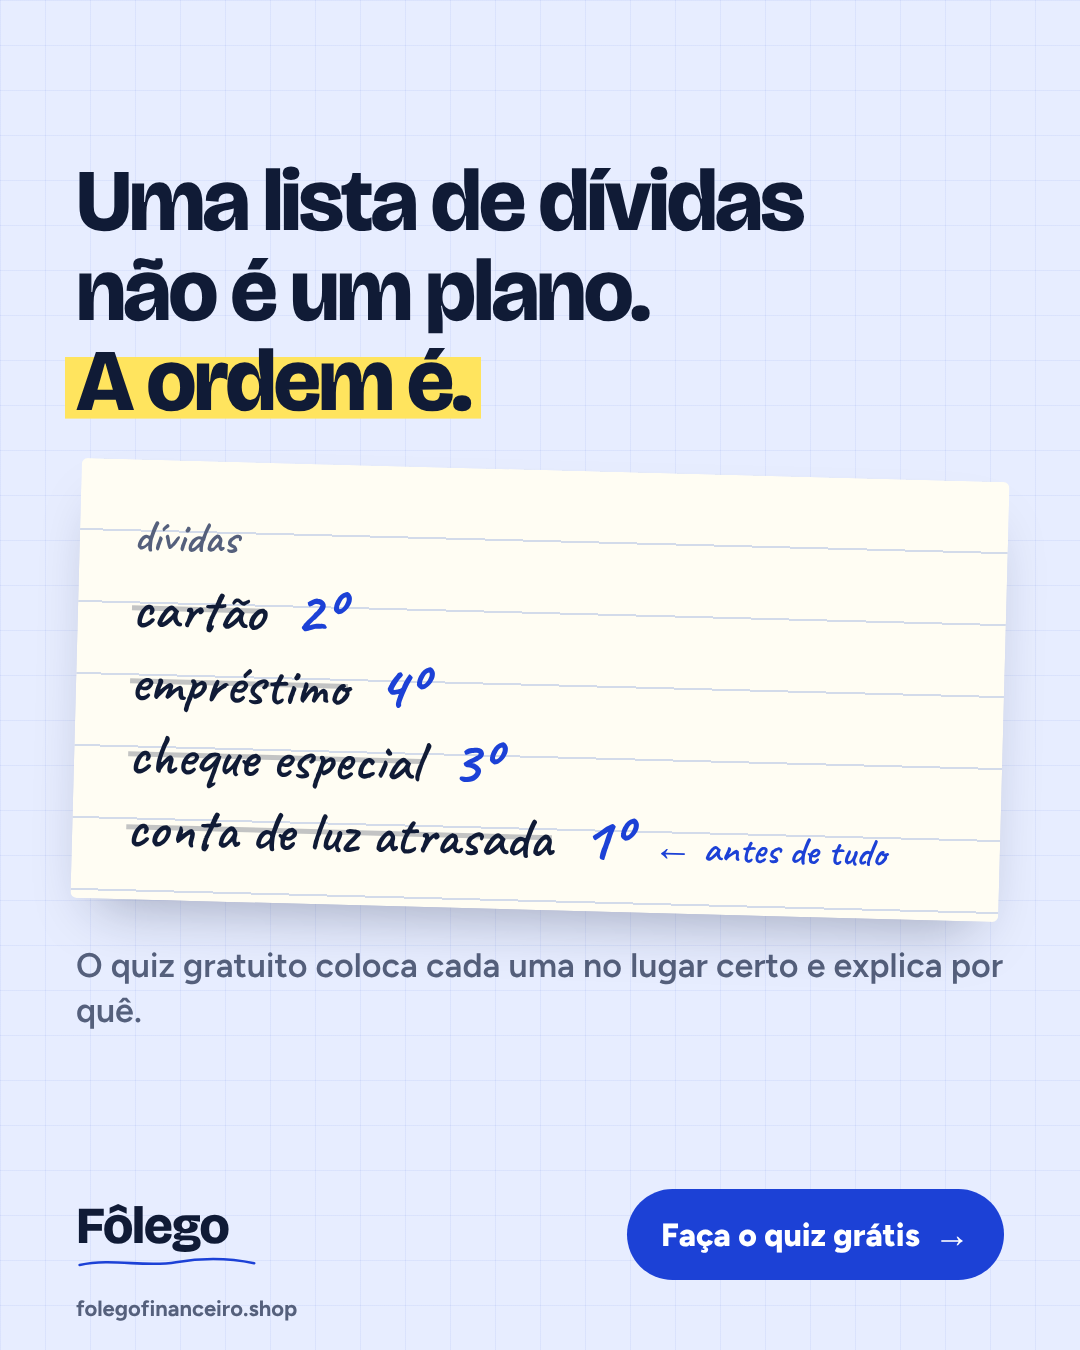 Uma lista de dívidas
não é um plano.
A ordem é.
dívidas
cartão 2º
empréstimo 4º
cheque especial 3º
conta de luz atrasada 1º ← antes de tudo
O quiz gratuito coloca cada uma no lugar certo e explica por
quê.
Fôlego
Faça o quiz grátis →
folegofinanceiro.shop